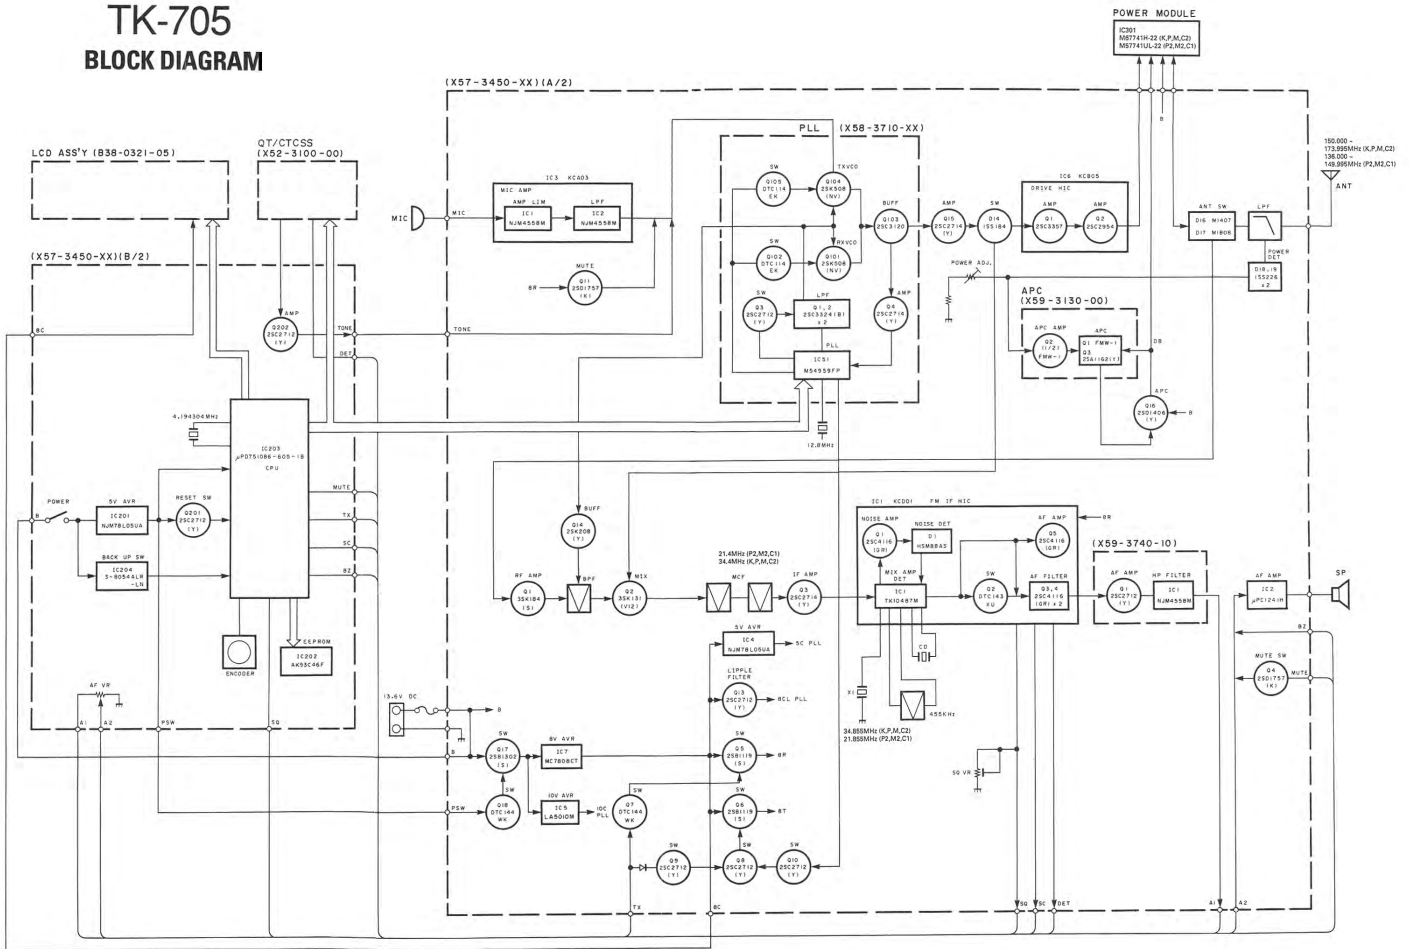 TK-705
BLOCK DIAGRAM
POWER MODULE
IC301
M67741H-22 (K,P,M,C2)
M57741UL-22 (P2,M2,C1)
(X57-3450-XX)(A/2)
B
150.000 ~
173.995MHz (K,P,M,C2)
136.000 ~
149.995MHz (P2,M2,C1)
ANT
LCD ASS'Y (B38-0321-05)
QT/CTCSS
(X52-3100-00)
PLL (X58-3710-XX)
IC3 KCA03
MIC AMP
AMP LIM
IC1
NJM4558M
LPF
IC2
NJM4558M
MIC
MIC
SW
Q105
DTC114
EK
TXVCO
Q104
2SK508
(NV)
SW
Q102
DTC114
EK
RXVCO
Q101
2SK508
(NV)
BUFF
Q103
2SC3120
AMP
Q15
2SC2714
(Y)
SW
D14
1SS184
IC6 KCB05
DRIVE HIC
AMP
Q1
2SC3357
AMP
Q2
2SC2954
ANT SW
D16 MI407
D17 MI808
LPF
POWER
DET
D18,19
1SS226
x2
MUTE
Q11
2SD1757
(K)
8R
SW
Q3
2SC2712
(Y)
LPF
Q1,2
2SC3324(B)
x2
AMP
Q4
2SC2714
(Y)
PLL
IC51
M54959FP
12.8MHz
POWER ADJ.
APC
(X59-3130-00)
APC AMP
Q2
(1/2)
FMW-1
APC
Q1 FMW-1
Q3
2SA1162(Y)
DB
APC
Q16
2SD1406
(Y)
B
(X57-3450-XX)(B/2)
BC
AMP
Q202
2SC2712
(Y)
TONE
DET
TONE
4.194304MHz
IC203
μPD75108G-605-1B
CPU
POWER
B
5V AVR
IC201
NJM78L05UA
RESET SW
Q201
2SC2712
(Y)
BACK UP SW
IC204
S-8054ALR
-LN
MUTE
TX
SC
BZ
ENCODER
EEPROM
IC202
AK93C46F
AF VR
A1
A2
PSW
SQ
BUFF
Q14
2SK208
(Y)
RF AMP
Q1
3SK184
(S)
BPF
MIX
Q2
3SK131
(V12)
21.4MHz (P2,M2,C1)
34.4MHz (K,P,M,C2)
MCF
IF AMP
Q3
2SC2714
(Y)
IC1 KCD01 FM IF HIC
NOISE AMP
Q1
2SC4116
(GR)
NOISE DET
D1
HSM88AS
MIX AMP
DET
IC1
TK10487M
SW
Q2
DTC143
XU
AF AMP
Q5
2SC4116
(GR)
AF FILTER
Q3,4
2SC4116
(GR) x2
8R
CD
X1
455KHz
34.855MHz (K,P,M,C2)
21.855MHz (P2,M2,C1)
SQ VR
(X59-3740-10)
AF AMP
Q1
2SC2712
(Y)
HP FILTER
IC1
NJM4558M
AF AMP
IC2
μPC1241H
SP
BZ
MUTE SW
Q4
2SD1757
(K)
MUTE
5V AVR
IC4
NJM78L05UA
5C PLL
LIPPLE
FILTER
Q13
2SC2712
(Y)
8CL PLL
13.6V DC
B
B
SW
Q17
2SB1302
(S)
8V AVR
IC7
MC7808CT
SW
Q5
2SB1119
(S)
8R
PSW
SW
Q18
DTC144
WK
10V AVR
IC5
LA5010M
10C
PLL
SW
Q7
DTC144
WK
SW
Q6
2SB1119
(S)
8T
SW
Q9
2SC2712
(Y)
SW
Q8
2SC2712
(Y)
SW
Q10
2SC2712
(Y)
TX
8C
SQ
SC
DET
A1
A2